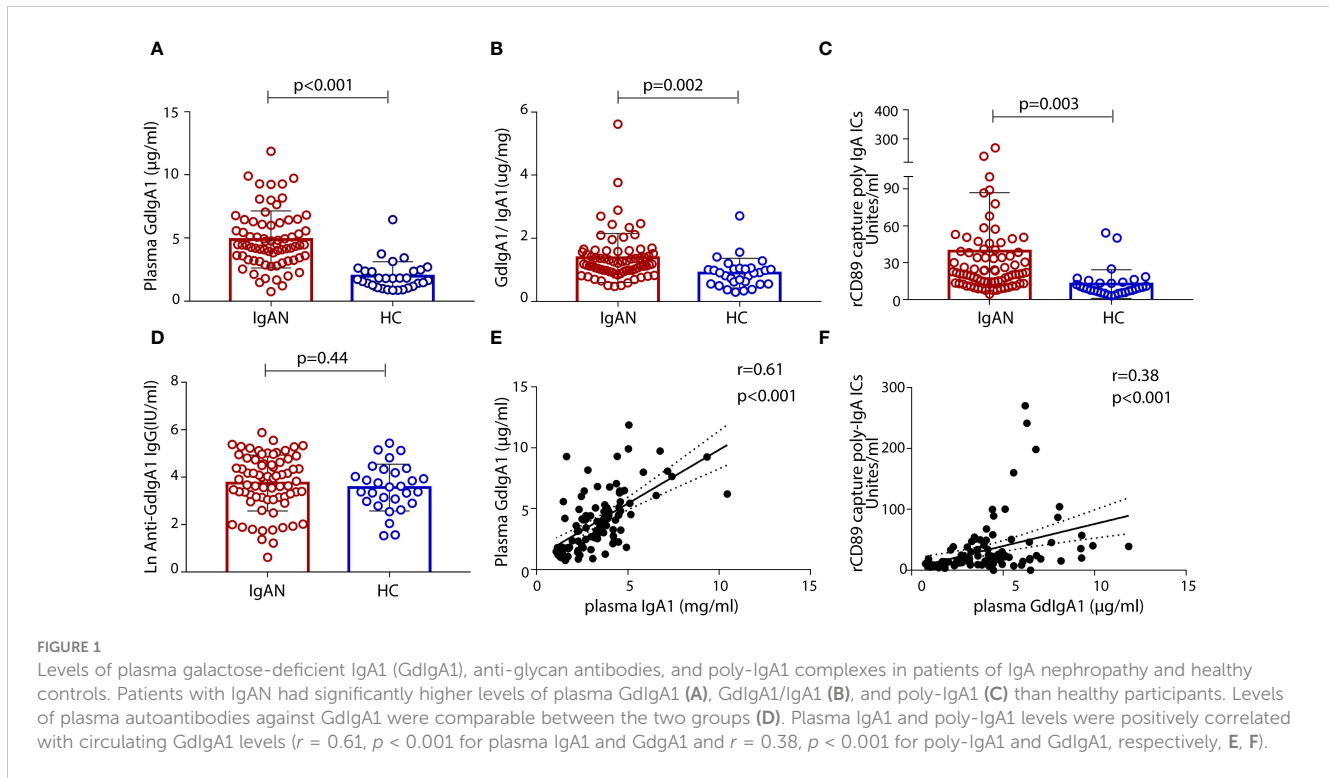 A
p<0.001
Plasma GdIgA1 (µg/ml)
15
10
5
0
IgAN
HC
B
p=0.002
GdIgA1/ IgA1(ug/mg)
6
4
2
0
IgAN
HC
C
p=0.003
rCD89 capture poly IgA ICs
Unites/ml
400
300
90
60
30
0
IgAN
HC
D
p=0.44
Ln Anti-GdIgA1 IgG(IU/ml)
8
6
4
2
0
IgAN
HC
E
r=0.61
p<0.001
Plasma GdIgA1 (µg/ml)
15
10
5
0
0
5
10
15
plasma IgA1 (mg/ml)
F
r=0.38
p<0.001
rCD89 capture poly-IgA ICs
Unites/ml
300
200
100
0
0
5
10
15
plasma GdIgA1 (µg/ml)
FIGURE 1
Levels of plasma galactose-deficient IgA1 (GdIgA1), anti-glycan antibodies, and poly-IgA1 complexes in patients of IgA nephropathy and healthy
controls. Patients with IgAN had significantly higher levels of plasma GdIgA1 (A), GdIgA1/IgA1 (B), and poly-IgA1 (C) than healthy participants. Levels
of plasma autoantibodies against GdIgA1 were comparable between the two groups (D). Plasma IgA1 and poly-IgA1 levels were positively correlated
with circulating GdIgA1 levels (r = 0.61, p < 0.001 for plasma IgA1 and GdgA1 and r = 0.38, p < 0.001 for poly-IgA1 and GdIgA1, respectively, E, F).